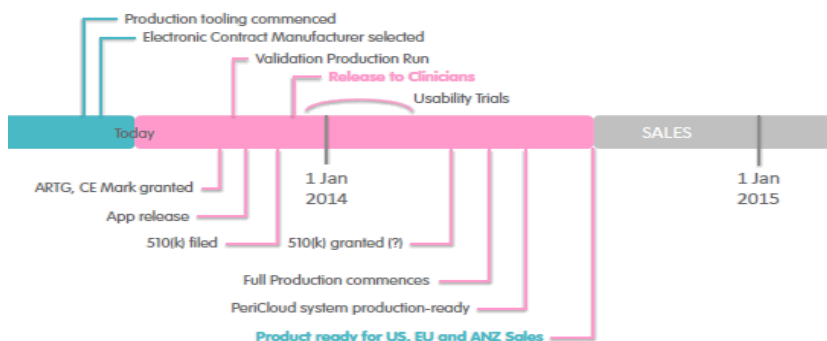 Production tooling commenced
Electronic Contract Manufacturer selected
Validation Production Run
Release to Clinicians
Usability Trials
Today
SALES
ARTG, CE Mark granted
1 Jan
2014
1 Jan
2015
App release
510(k) filed
510(k) granted (?)
Full Production commences
PeriCloud system production-ready
Product ready for US, EU and ANZ Sales